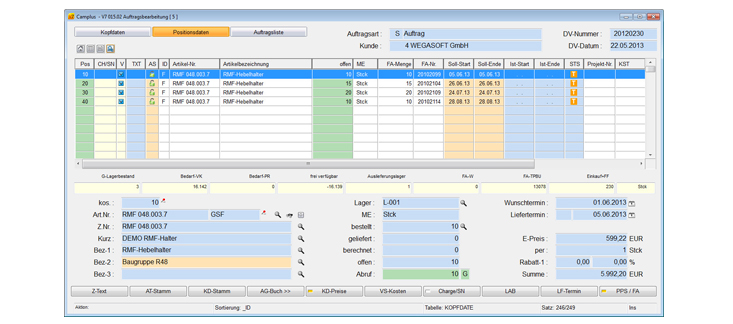 Camplus - V7 015.02 Auftragsbearbeitung [ 5 ]
Kopfdaten Positionsdaten Auftragsliste
Auftragsart : S Auftrag DV-Nummer : 20120230
Kunde : 4 WEGASOFT GmbH DV-Datum : 22.05.2013
Pos CH/SN V TXT AS ID Artikel-Nr Artikelbezeichnung offen ME FA-Menge FA-Nr Soll-Start Soll-Ende Ist-Start Ist-Ende STS Projekt-Nr KST
10 F RMF 048.003.7 RMF-Hebelhalter 10 Stck 10 20102099 05.06.13 05.06.13 T
20 F RMF 048.003.7 RMF-Hebelhalter 15 Stck 15 20102104 26.06.13 26.06.13 . . . . T
30 F RMF 048.003.7 RMF-Hebelhalter 20 Stck 20 20102109 24.07.13 24.07.13 . . . . T
40 F RMF 048.003.7 RMF-Hebelhalter 10 Stck 10 20102114 28.08.13 28.08.13 . . . . T
G-Lagerbestand Bedarf-VK Bedarf-PR frei verfügbar Auslieferungslager FA-W FA-TPBU Einkauf-FF
3 16.142 0 -16.139 1 0 13078 230 Stck
kos. : 10 Lager : L-001 Wunschtermin : 01.06.2013
Art.Nr : RMF 048.003.7 GSF ME : Stck Liefertermin : 05.06.2013
Z.Nr : RMF 048.003.7 bestellt : 10
Kurz : DEMO RMF-Halter geliefert : 0 E-Preis : 599,22 EUR
Bez-1 : RMF-Hebelhalter berechnet : 0 per : 1 Stck
Bez-2 : Baugruppe R48 offen : 10 Rabatt-1 : 0,00 0,00 %
Bez-3 : Abruf : 10 G Summe : 5.992,20 EUR
Z-Text AT-Stamm KD-Stamm AG-Buch >> KD-Preise VS-Kosten Charge/SN LAB LF-Termin PPS / FA
Aktion: Sortierung: _ID Tabelle: KOPFDATE Satz: 246/249 Ins